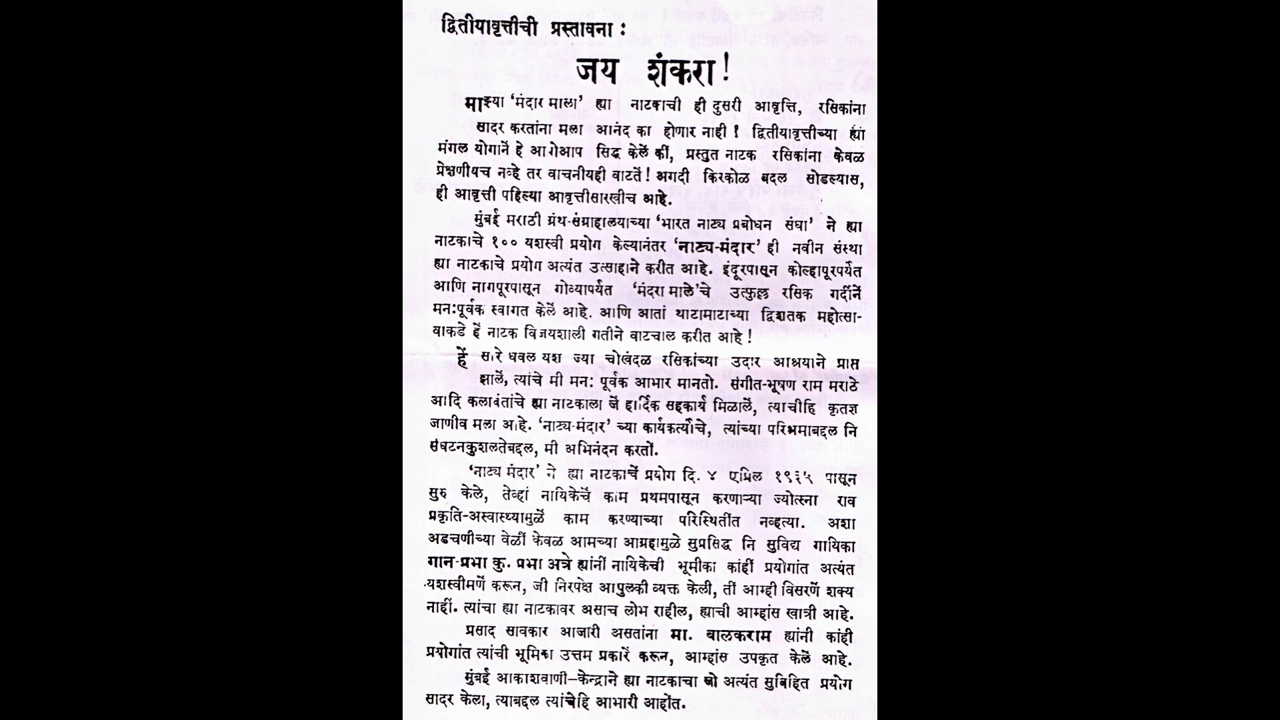 द्वितीयावृत्तीची प्रस्तावना :
जय शंकरा !
माझ्या ‘मंदार माला’ ह्या नाटकाची ही दुसरी आवृत्ति, रसिकांना
सादर करतांना मला आनंद का होणार नाही ! द्वितीयावृत्तीच्या ह्या
मंगल योगानें हे आपोआप सिद्ध केलें कीं, प्रस्तुत नाटक रसिकांना केवळ
प्रेक्षणीयच नव्हे तर वाचनीयही वाटतें ! अगदी किरकोळ बदल सोडल्यास,
ही आवृत्ती पहिल्या आवृत्तीसारखीच आहे.
मुंबई मराठी ग्रंथ-संग्राहालयाच्या ‘भारत नाट्य प्रबोधन संघा’ ने ह्या
नाटकाचे १०० यशस्वी प्रयोग केल्यानंतर ‘नाट्य-मंदार’ ही नवीन संस्था
ह्या नाटकाचे प्रयोग अत्यंत उत्साहाने करीत आहे. इंदूरपासून कोल्हापूरपर्यंत
आणि नागपूरपासून गोव्यापर्यंत ‘मंदरा माले’चे उत्फुल्ल रसिक गर्दीनें
मन:पूर्वक स्वागत केलें आहे. आणि आतां थाटामाटाच्या द्विशतक महोत्सा-
वाकडे हें नाटक विजयशाली गतीने वाटचाल करीत आहे !
हें सारे धवल यश ज्या चोखंदळ रसिकांच्या उदार आश्रयाने प्राप्त
झालें, त्यांचे मी मन: पूर्वक आभार मानतो. संगीत-भूषण राम मराठे
आदि कलावंतांचे ह्या नाटकाला जें हार्दिक सहकार्य मिळालें, त्याचीहि कृतज्ञ
जाणीव मला आहे. ‘नाट्य-मंदार’ च्या कार्यकर्त्यांचे, त्यांच्या परिश्रमाबद्दल नि
संघटनकुशलतेबद्दल, मी अभिनंदन करतों.
‘नाट्य मंदार’ ने ह्या नाटकाचें प्रयोग दि. ४ एप्रिल १९६५ पासून
सुरु केले, तेव्हां नायिकेचें काम प्रथमपासून करणाऱ्या ज्योत्स्ना राव
प्रकृति-अस्वास्थ्यामुळें काम करण्याच्या परिस्थितींत नव्हत्या. अशा
अडचणीच्या वेळीं केवळ आमच्या आग्रहामुळे सुप्रसिद्ध नि सुविद्य गायिका
गान-प्रभा कु. प्रभा अत्रे ह्यांनीं नायिकेची भूमीका कांहीं प्रयोगांत अत्यंत
यशस्वीमणें करून, जी निरपेक्ष आपुलकी व्यक्त केली, तीं आम्ही विसरणें शक्य
नाहीं. त्यांचा ह्या नाटकावर असाच लोभ राहील, ह्याची आम्हांस खात्री आहे.
प्रसाद सावकार आजारी असतांना मा. बालकराम ह्यांनी कांही
प्रयोगांत त्यांची भूमिका उत्तम प्रकारें करून, आम्हांस उपकृत केलें आहे.
मुंबई आकाशवाणी–केन्द्राने ह्या नाटकाचा जो अत्यंत सुविहित प्रयोग
सादर केला, त्याबद्दल त्यांचेहि आभारी आहोंत.